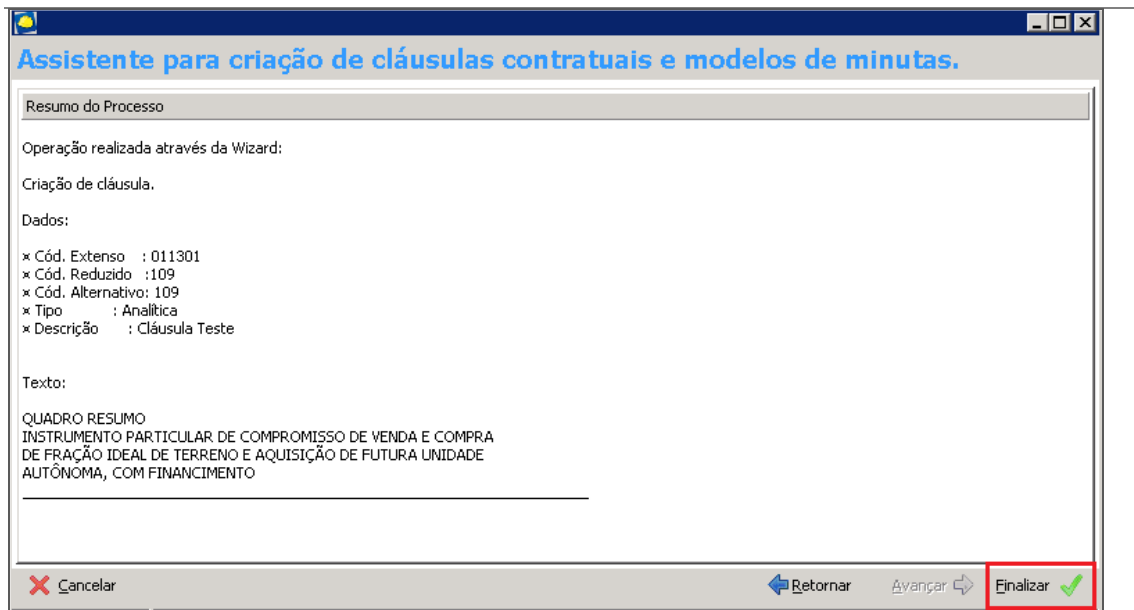 Assistente para criação de cláusulas contratuais e modelos de minutas.
Resumo do Processo
Operação realizada através da Wizard:
Criação de cláusula.
Dados:
¤ Cód. Extenso : 011301
¤ Cód. Reduzido :109
¤ Cód. Alternativo: 109
¤ Tipo : Analítica
¤ Descrição : Cláusula Teste
Texto:
QUADRO RESUMO
INSTRUMENTO PARTICULAR DE COMPROMISSO DE VENDA E COMPRA
DE FRAÇÃO IDEAL DE TERRENO E AQUISIÇÃO DE FUTURA UNIDADE
AUTÔNOMA, COM FINANCIMENTO
Cancelar Retornar Avançar Finalizar